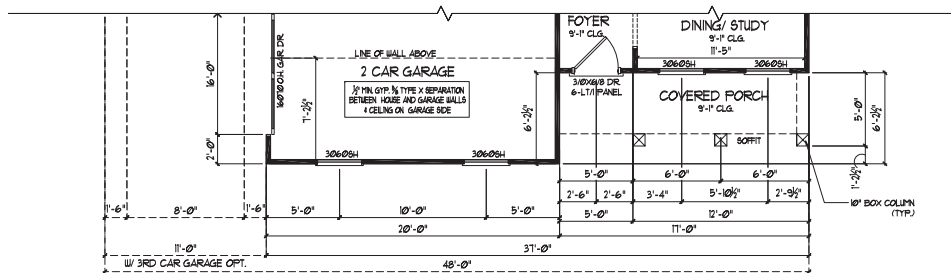 FOYER
9'-1" CLG.
DINING/ STUDY
9'-1" CLG.
11'-5"
16'-0"
16070 O.H. GAR DR.
LINE OF WALL ABOVE
2 CAR GARAGE
½" MIN. GYP. ⅝ TYPE X SEPARATION
BETWEEN HOUSE AND GARAGE WALLS
& CEILING ON GARAGE SIDE
7'-2½"
6'-2½"
3/0X6/8 DR.
6-LT/1 PANEL
3060SH
3060SH
COVERED PORCH
9'-1" CLG.
5'-0"
6'-2½"
2'-0"
3060SH
3060SH
SOFFIT
1'-2½"
5'-0"
6'-0"
6'-0"
2'-6"
2'-6"
3'-4"
5'-10½"
2'-9½"
10" BOX COLUMN
(TYP.)
1'-6"
8'-0"
1'-6"
5'-0"
10'-0"
5'-0"
5'-0"
12'-0"
20'-0"
17'-0"
11'-0"
37'-0"
W/ 3RD CAR GARAGE OPT.
48'-0"